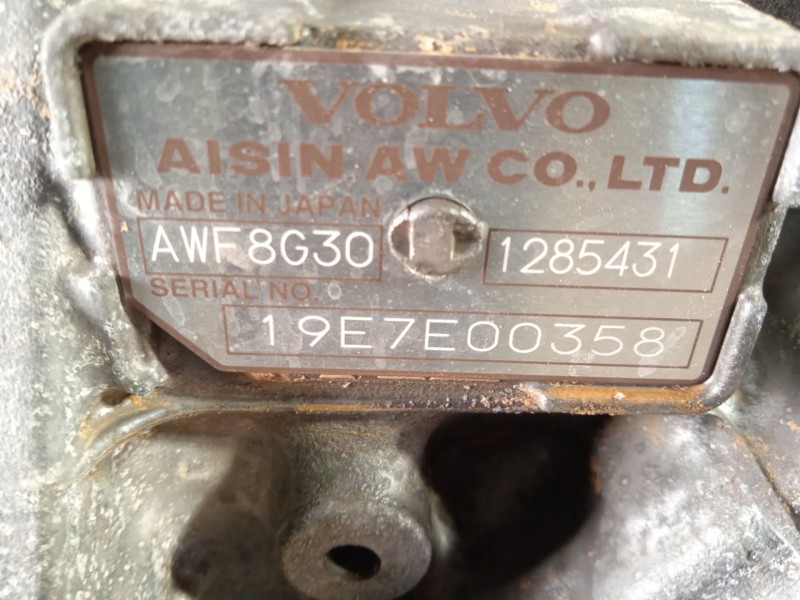 VOLVO
AISIN AW CO., LTD.
MADE IN JAPAN
AWF8G30 1285431
SERIAL NO.
19E7E00358